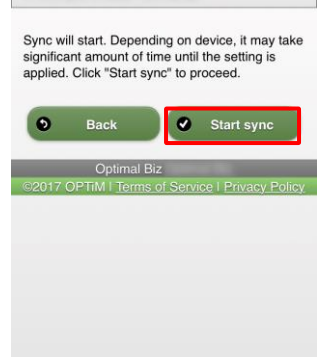 Sync will start. Depending on device, it may take
significant amount of time until the setting is
applied. Click "Start sync" to proceed.
Back
Start sync
Optimal Biz
©2017 OPTiM | Terms of Service | Privacy Policy